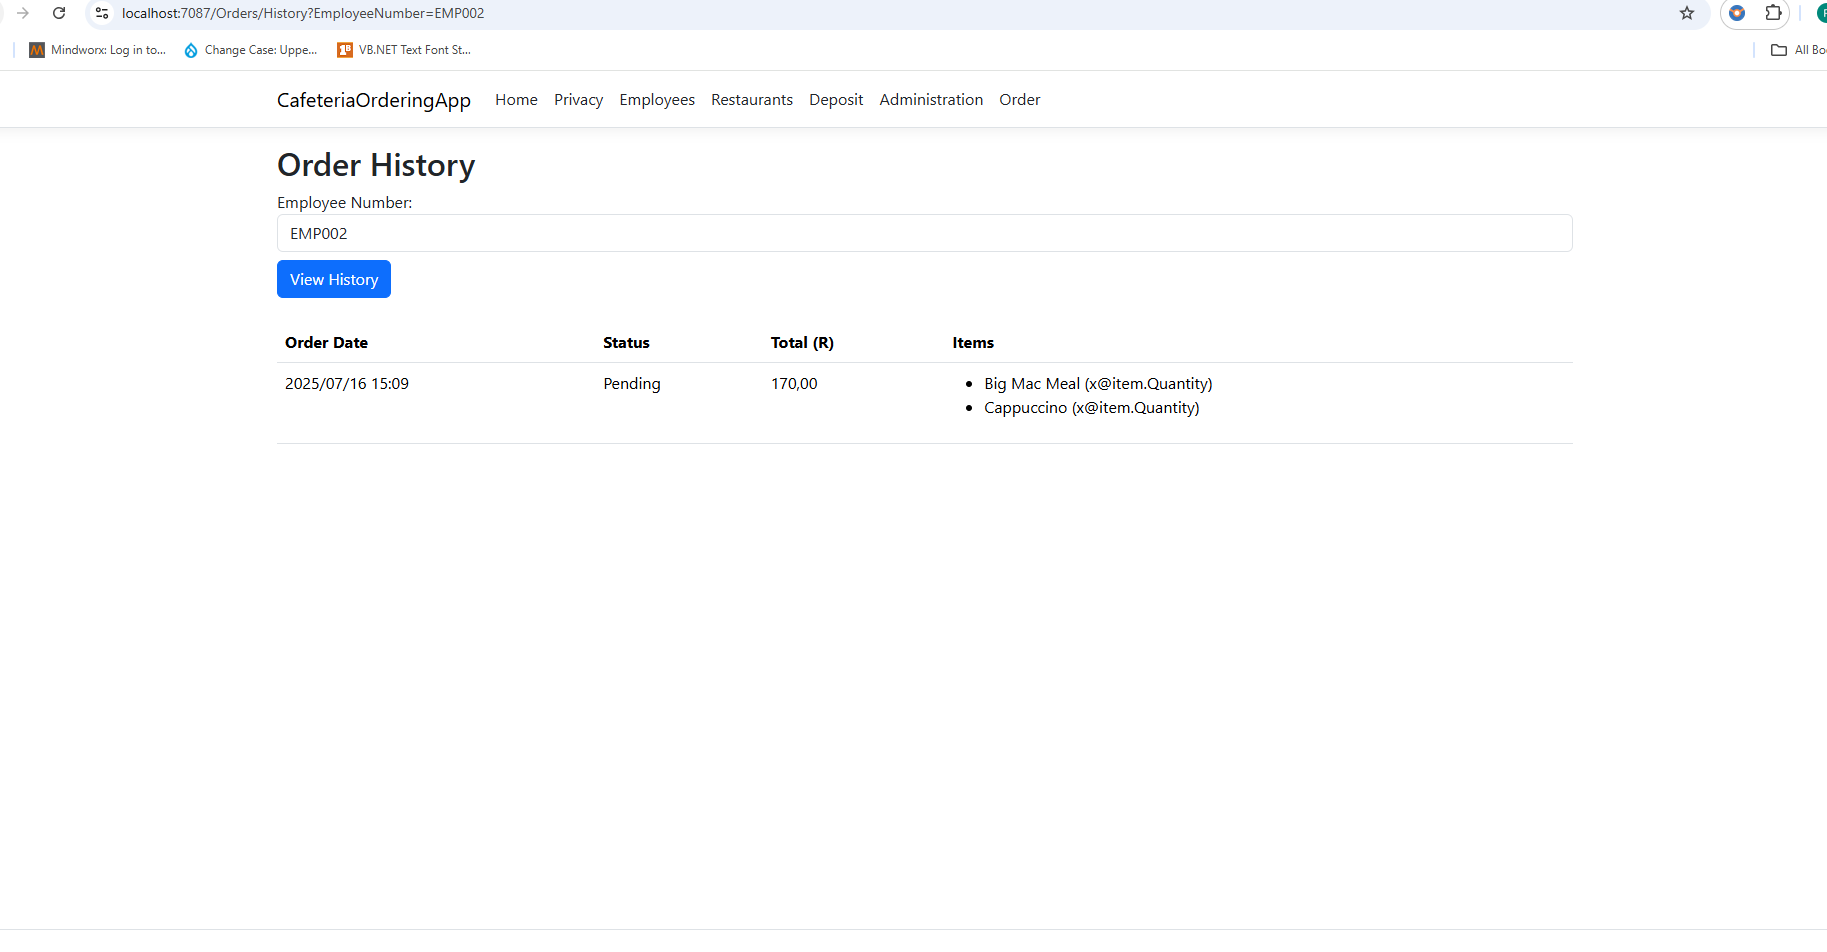 localhost:7087/Orders/History?EmployeeNumber=EMP002
Mindworx: Log in to... Change Case: Uppe... VB.NET Text Font St... All Bo
CafeteriaOrderingApp Home Privacy Employees Restaurants Deposit Administration Order
Order History
Employee Number:
EMP002
View History
Order Date Status Total (R) Items
2025/07/16 15:09 Pending 170,00 • Big Mac Meal (x@item.Quantity)
• Cappuccino (x@item.Quantity)